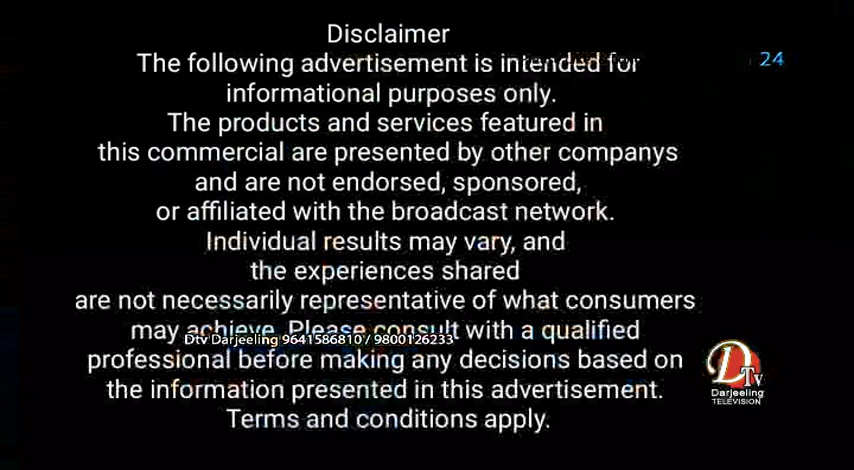 Disclaimer
The following advertisement is intended for
24
informational purposes only.
The products and services featured in
this commercial are presented by other companys
and are not endorsed, sponsored,
or affiliated with the broadcast network.
Individual results may vary, and
the experiences shared
are not necessarily representative of what consumers
may achieve. Please consult with a qualified
Dtv Darjeeling 9641586810 / 9800126233
professional before making any decisions based on
the information presented in this advertisement.
Terms and conditions apply.
DTv
Darjeeling
TELEVISION